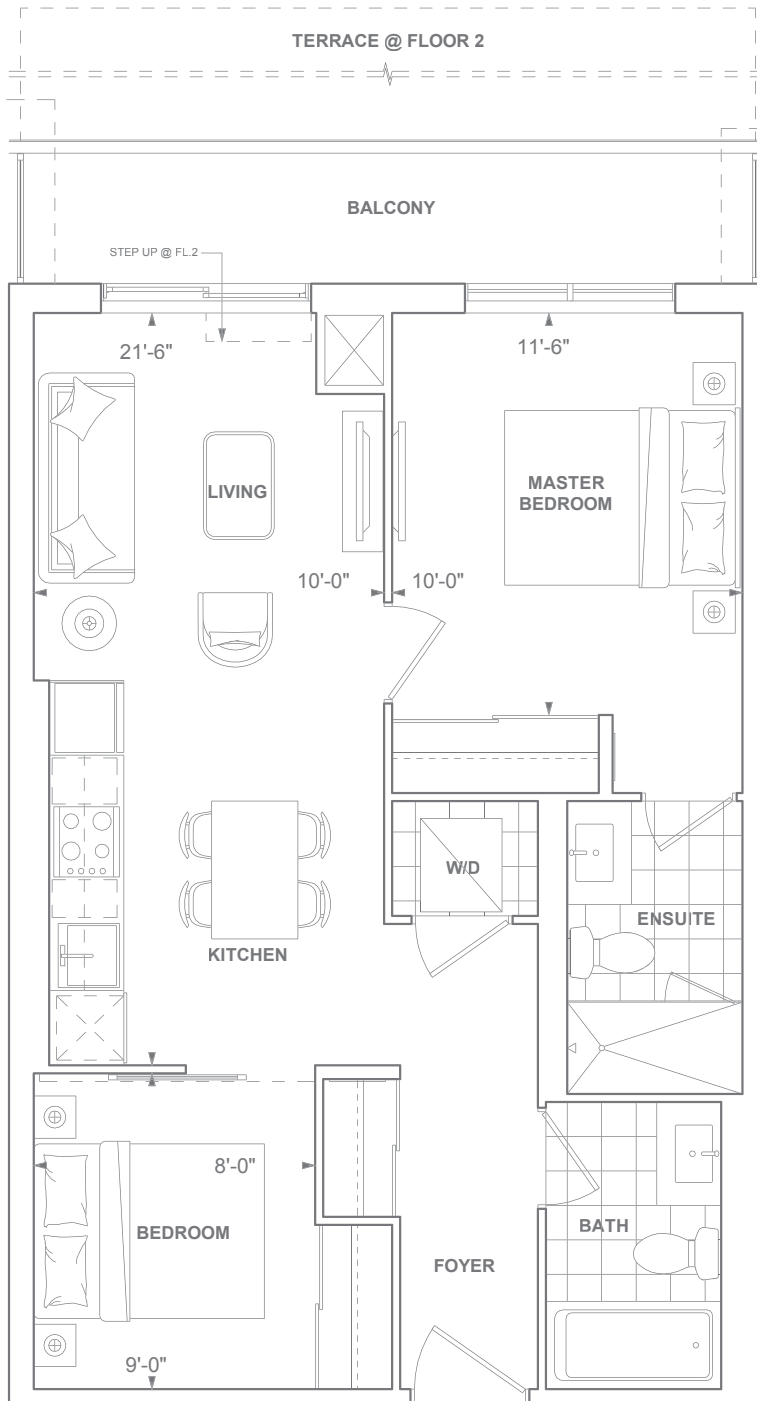 TERRACE @ FLOOR 2
BALCONY
STEP UP @ FL.2
21'-6"
11'-6"
LIVING
MASTER
BEDROOM
10'-0"
10'-0"
W/D
ENSUITE
KITCHEN
8'-0"
BEDROOM
BATH
FOYER
9'-0"